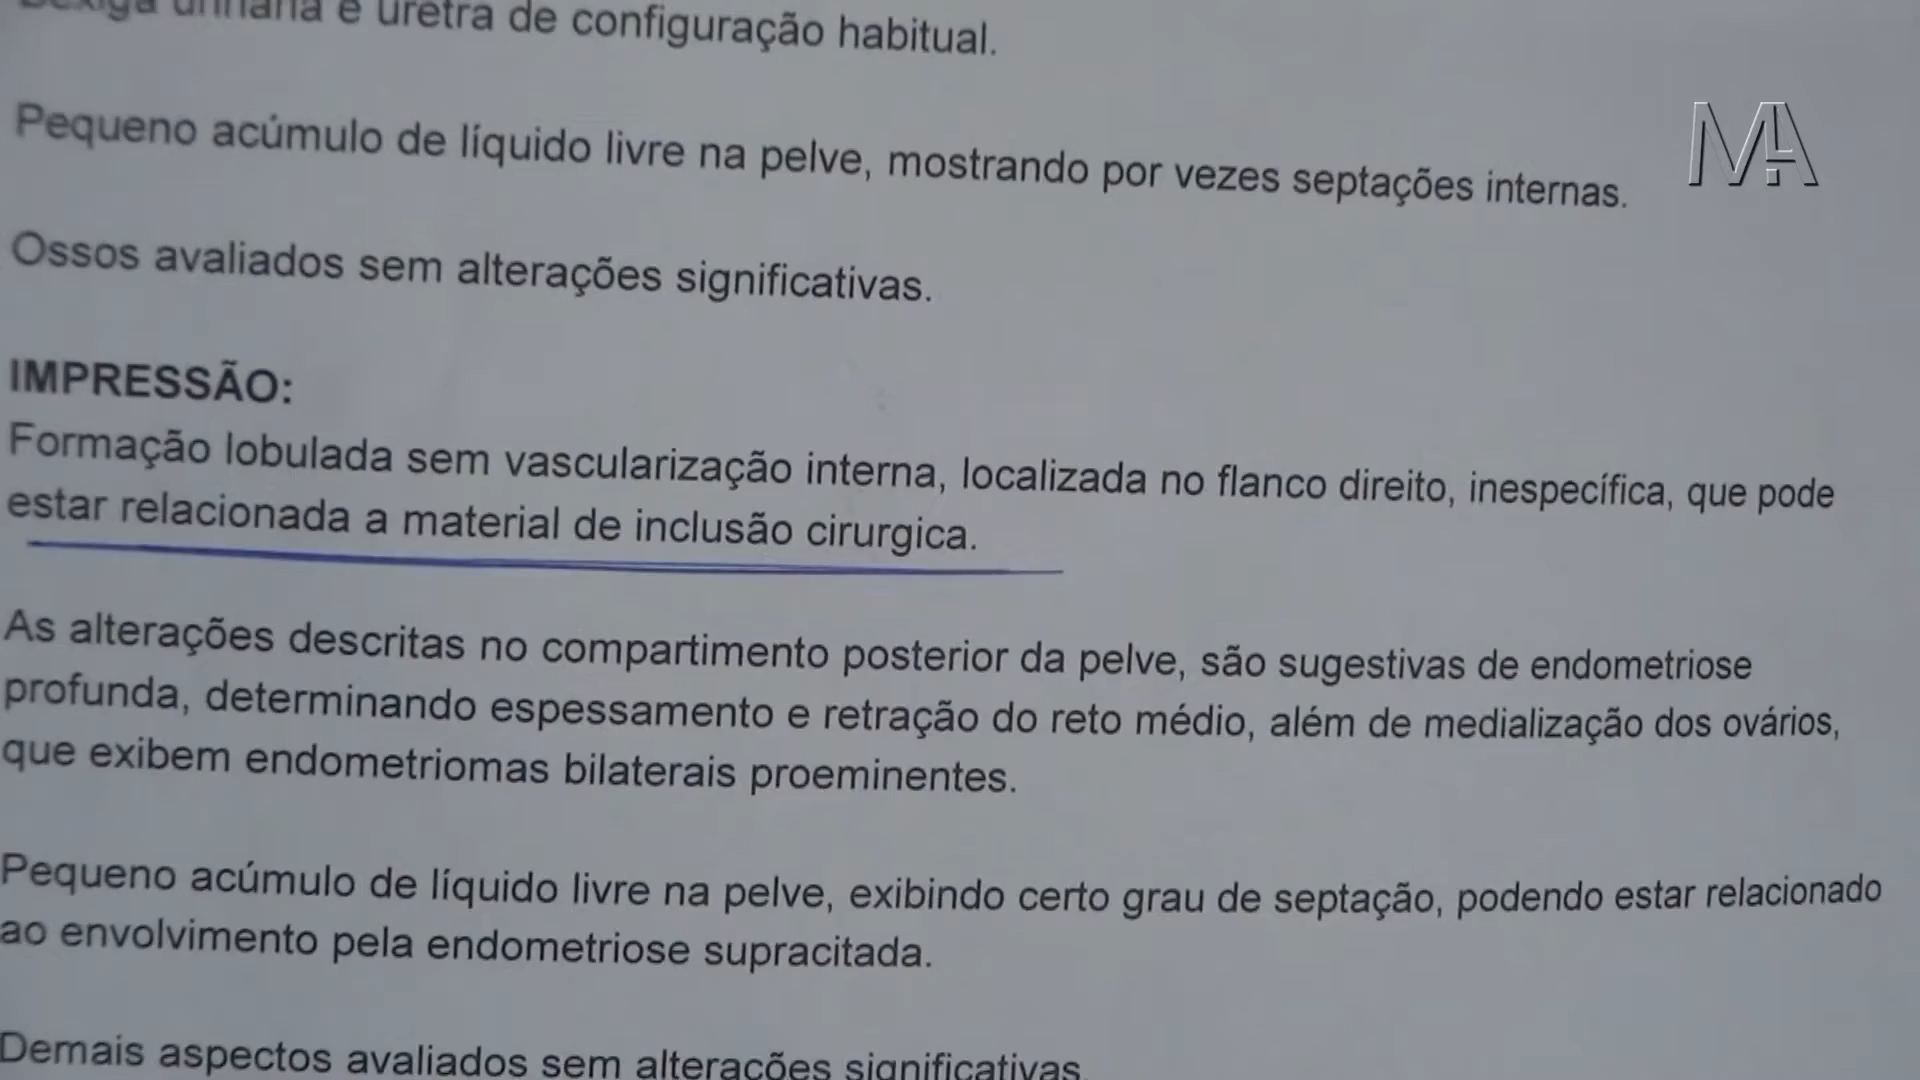 Bexiga urinária e uretra de configuração habitual.
Pequeno acúmulo de líquido livre na pelve, mostrando por vezes septações internas.
Ossos avaliados sem alterações significativas.
IMPRESSÃO:
Formação lobulada sem vascularização interna, localizada no flanco direito, inespecífica, que pode
estar relacionada a material de inclusão cirurgica.
As alterações descritas no compartimento posterior da pelve, são sugestivas de endometriose
profunda, determinando espessamento e retração do reto médio, além de medialização dos ovários,
que exibem endometriomas bilaterais proeminentes.
Pequeno acúmulo de líquido livre na pelve, exibindo certo grau de septação, podendo estar relacionado
ao envolvimento pela endometriose supracitada.
Demais aspectos avaliados sem alterações significativas.